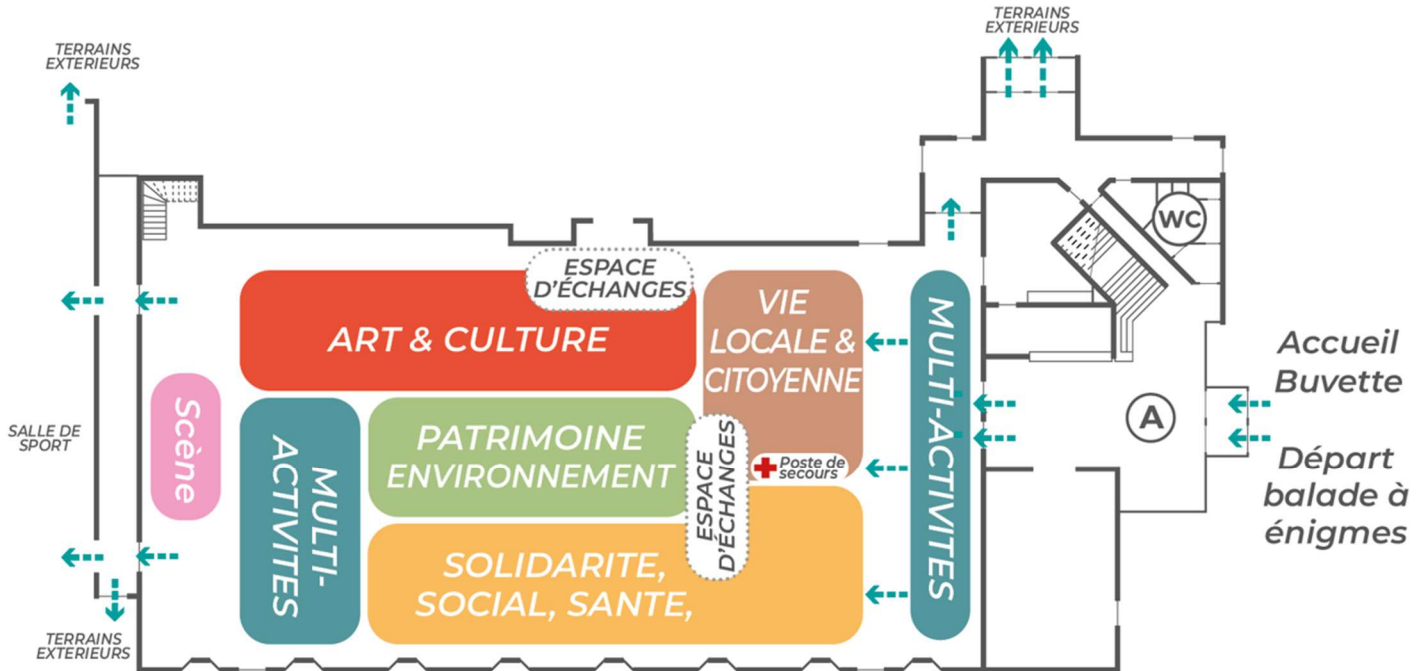 TERRAINS
EXTERIEURS
TERRAINS
EXTERIEURS
WC
ESPACE
D'ÉCHANGES
ART & CULTURE
VIE
LOCALE &
CITOYENNE
MULTI-ACTIVITES
Accueil
Buvette
A
Scène
SALLE DE
SPORT
MULTI-
ACTIVITES
PATRIMOINE
ENVIRONNEMENT
ESPACE
D'ÉCHANGES
Poste de
secours
Départ
balade à
énigmes
SOLIDARITE,
SOCIAL, SANTE,
TERRAINS
EXTERIEURS